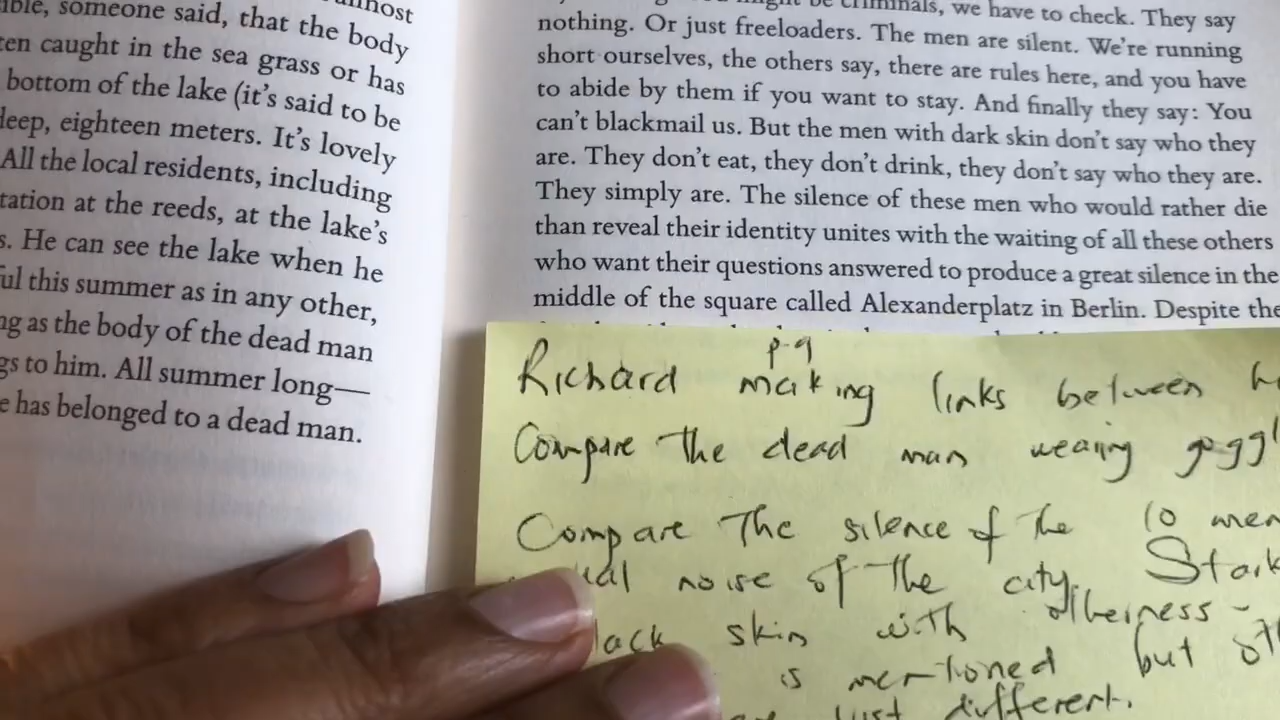 someone said, that the body
caught in the sea grass or has
bottom of the lake (it's said to be
deep, eighteen meters. It's lovely
All the local residents, including
at the reeds, at the lake's
He can see the lake when he
this summer as in any other,
as the body of the dead man
to him. All summer long—
has belonged to a dead man.
criminals, we have to check. They say
nothing. Or just freeloaders. The men are silent. We're running
short ourselves, the others say, there are rules here, and you have
to abide by them if you want to stay. And finally they say: You
can't blackmail us. But the men with dark skin don't say who they
are. They don't eat, they don't drink, they don't say who they are.
They simply are. The silence of these men who would rather die
than reveal their identity unites with the waiting of all these others
who want their questions answered to produce a great silence in the
middle of the square called Alexanderplatz in Berlin. Despite the
p-9
Richard making links between
Compare the dead man wearing
Compare The silence of the 10 men
noise of the city. Stark
skin with otherness -
is mentioned but
just different.